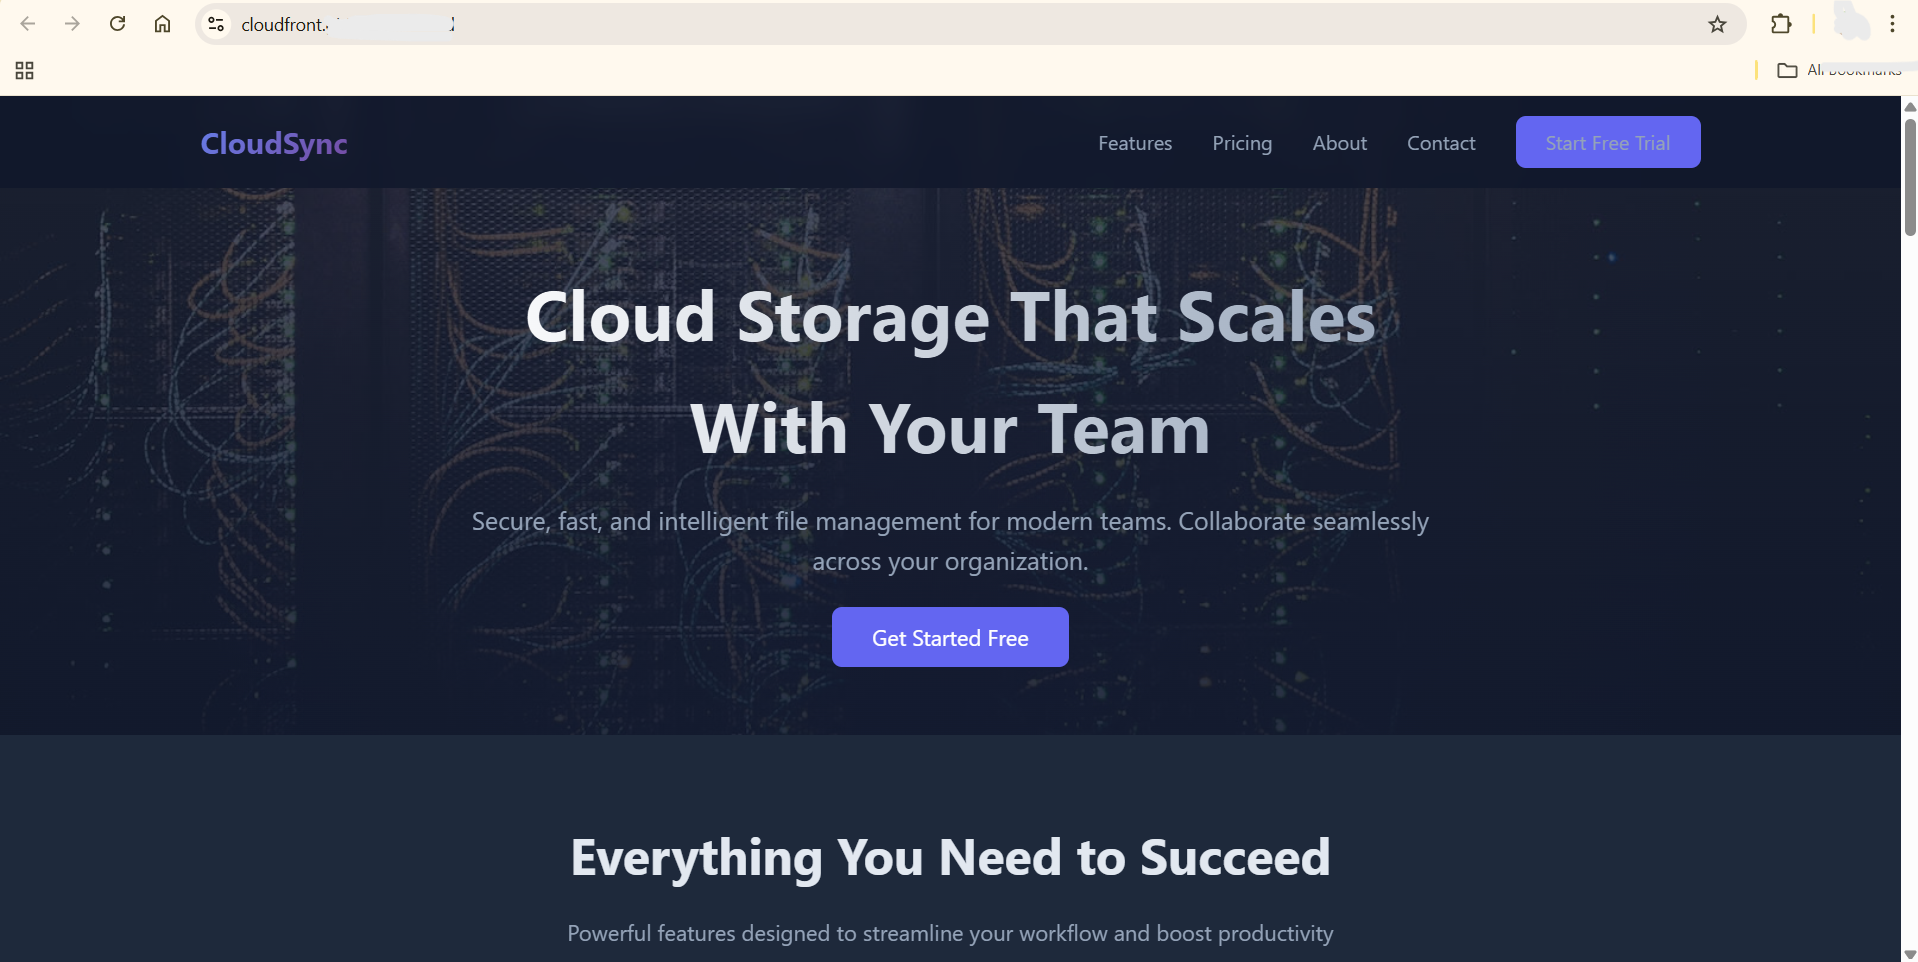 cloudfront.
All Bookmarks
CloudSync
Features Pricing About Contact Start Free Trial
Cloud Storage That Scales
With Your Team
Secure, fast, and intelligent file management for modern teams. Collaborate seamlessly
across your organization.
Get Started Free
Everything You Need to Succeed
Powerful features designed to streamline your workflow and boost productivity